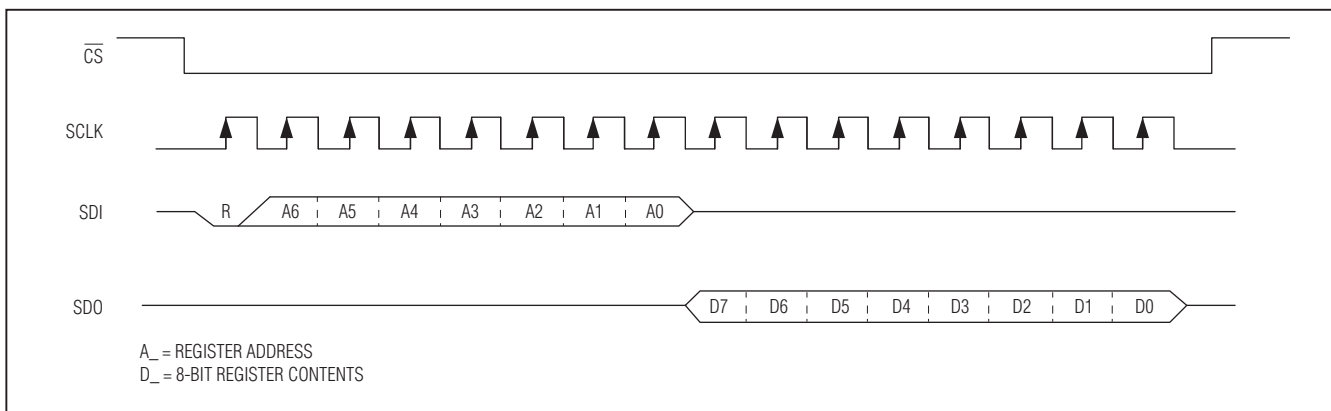 CS
SCLK
SDI R A6 A5 A4 A3 A2 A1 A0
SDO D7 D6 D5 D4 D3 D2 D1 D0
A_ = REGISTER ADDRESS
D_ = 8-BIT REGISTER CONTENTS